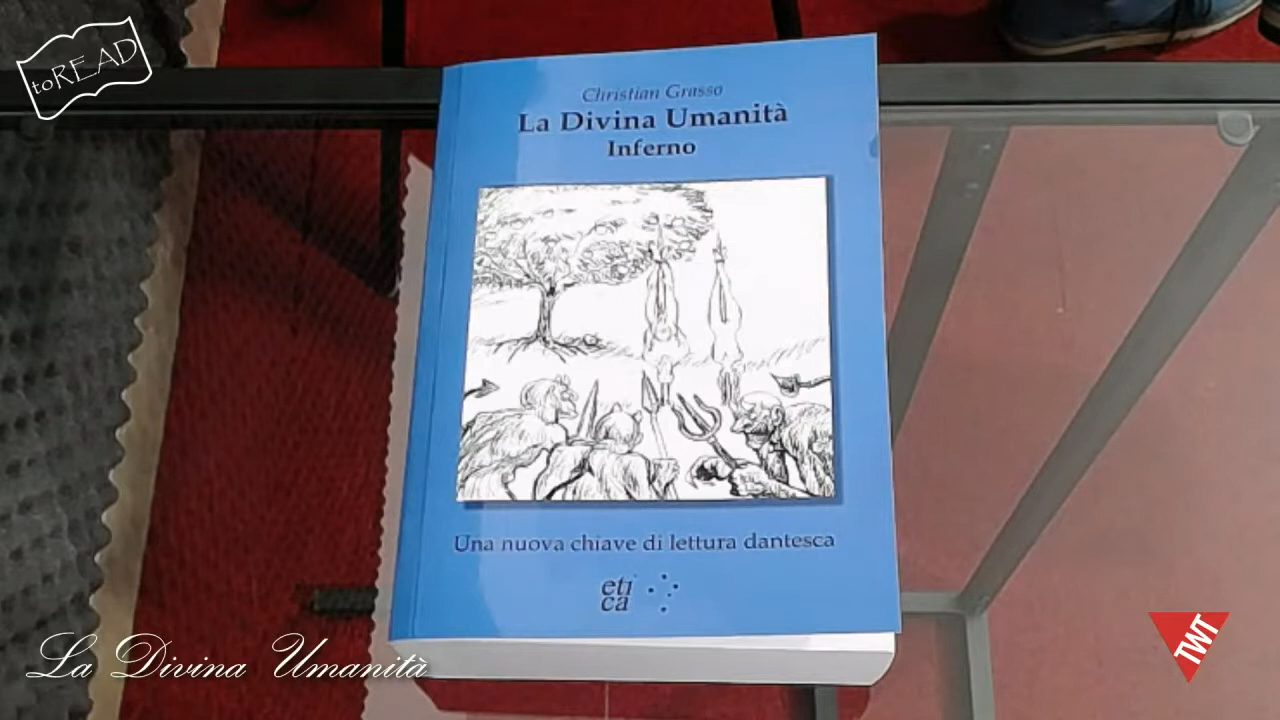 toREAD
Christian Grasso
La Divina Umanità
Inferno
Una nuova chiave di lettura dantesca
eti
ca
La Divina Umanità
TWT